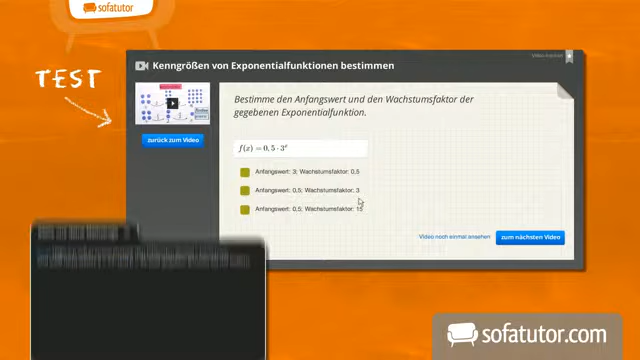 sofatutor
TEST
Kenngrößen von Exponentialfunktionen bestimmen
zurück zum Video
Bestimme den Anfangswert und den Wachstumsfaktor der
gegebenen Exponentialfunktion.
f(x) = 0, 5 · 3ˣ
Anfangswert: 3; Wachstumsfaktor: 0,5
Anfangswert: 0,5; Wachstumsfaktor: 3
Anfangswert: 0,5; Wachstumsfaktor: 15
Video noch einmal ansehen
zum nächsten Video
sofatutor.com